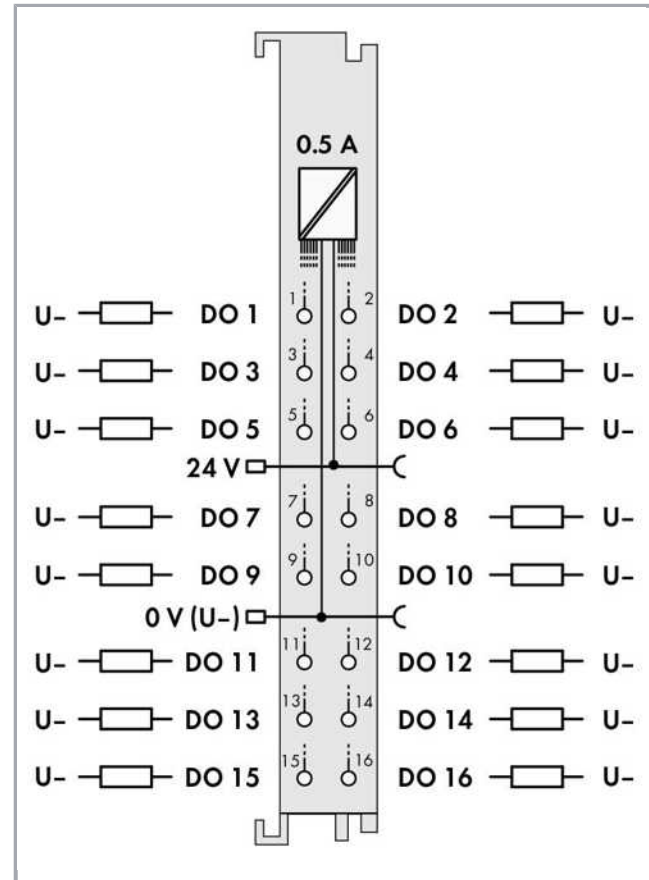 0.5 A
U– DO 1 1 2 DO 2 U–
U– DO 3 3 4 DO 4 U–
U– DO 5 5 6 DO 6 U–
24 V
U– DO 7 7 8 DO 8 U–
U– DO 9 9 10 DO 10 U–
0 V (U–)
U– DO 11 11 12 DO 12 U–
U– DO 13 13 14 DO 14 U–
U– DO 15 15 16 DO 16 U–